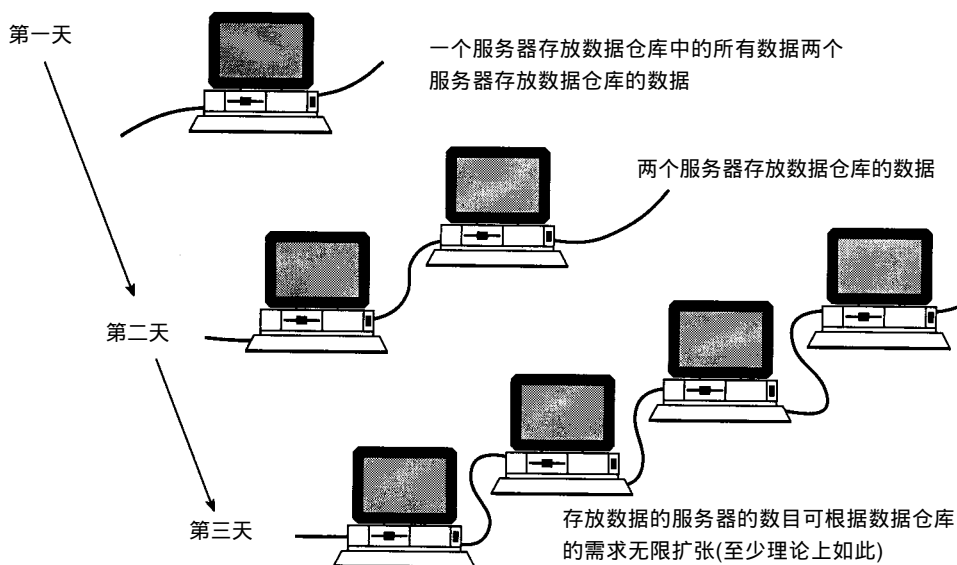 第一天
一个服务器存放数据仓库中的所有数据两个
服务器存放数据仓库的数据
两个服务器存放数据仓库的数据
第二天
第三天
存放数据的服务器的数目可根据数据仓库
的需求无限扩张(至少理论上如此)